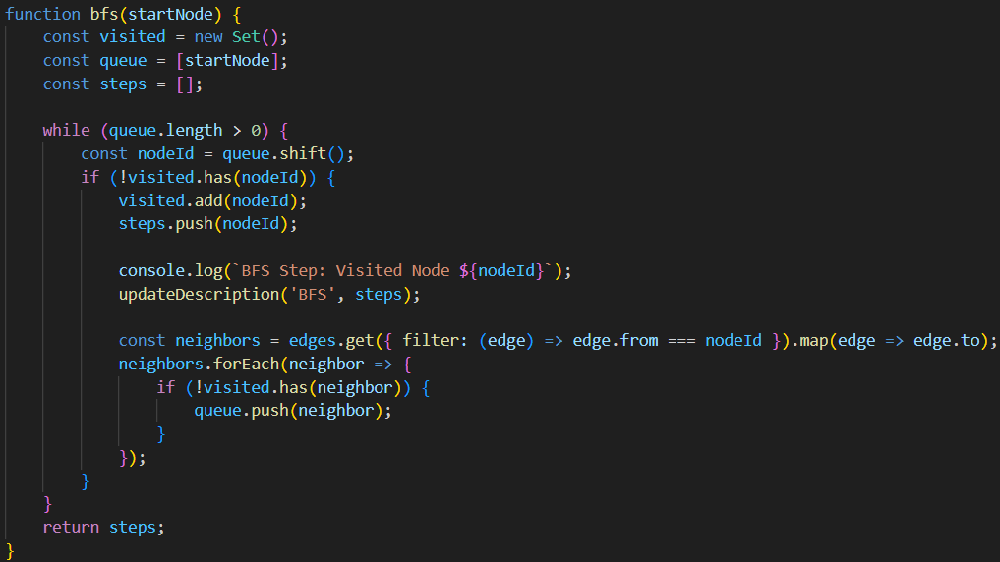 function bfs(startNode) {
    const visited = new Set();
    const queue = [startNode];
    const steps = [];

    while (queue.length > 0) {
        const nodeId = queue.shift();
        if (!visited.has(nodeId)) {
            visited.add(nodeId);
            steps.push(nodeId);

            console.log(`BFS Step: Visited Node ${nodeId}`);
            updateDescription('BFS', steps);

            const neighbors = edges.get({ filter: (edge) => edge.from === nodeId }).map(edge => edge.to);
            neighbors.forEach(neighbor => {
                if (!visited.has(neighbor)) {
                    queue.push(neighbor);
                }
            });
        }
    }
    return steps;
}